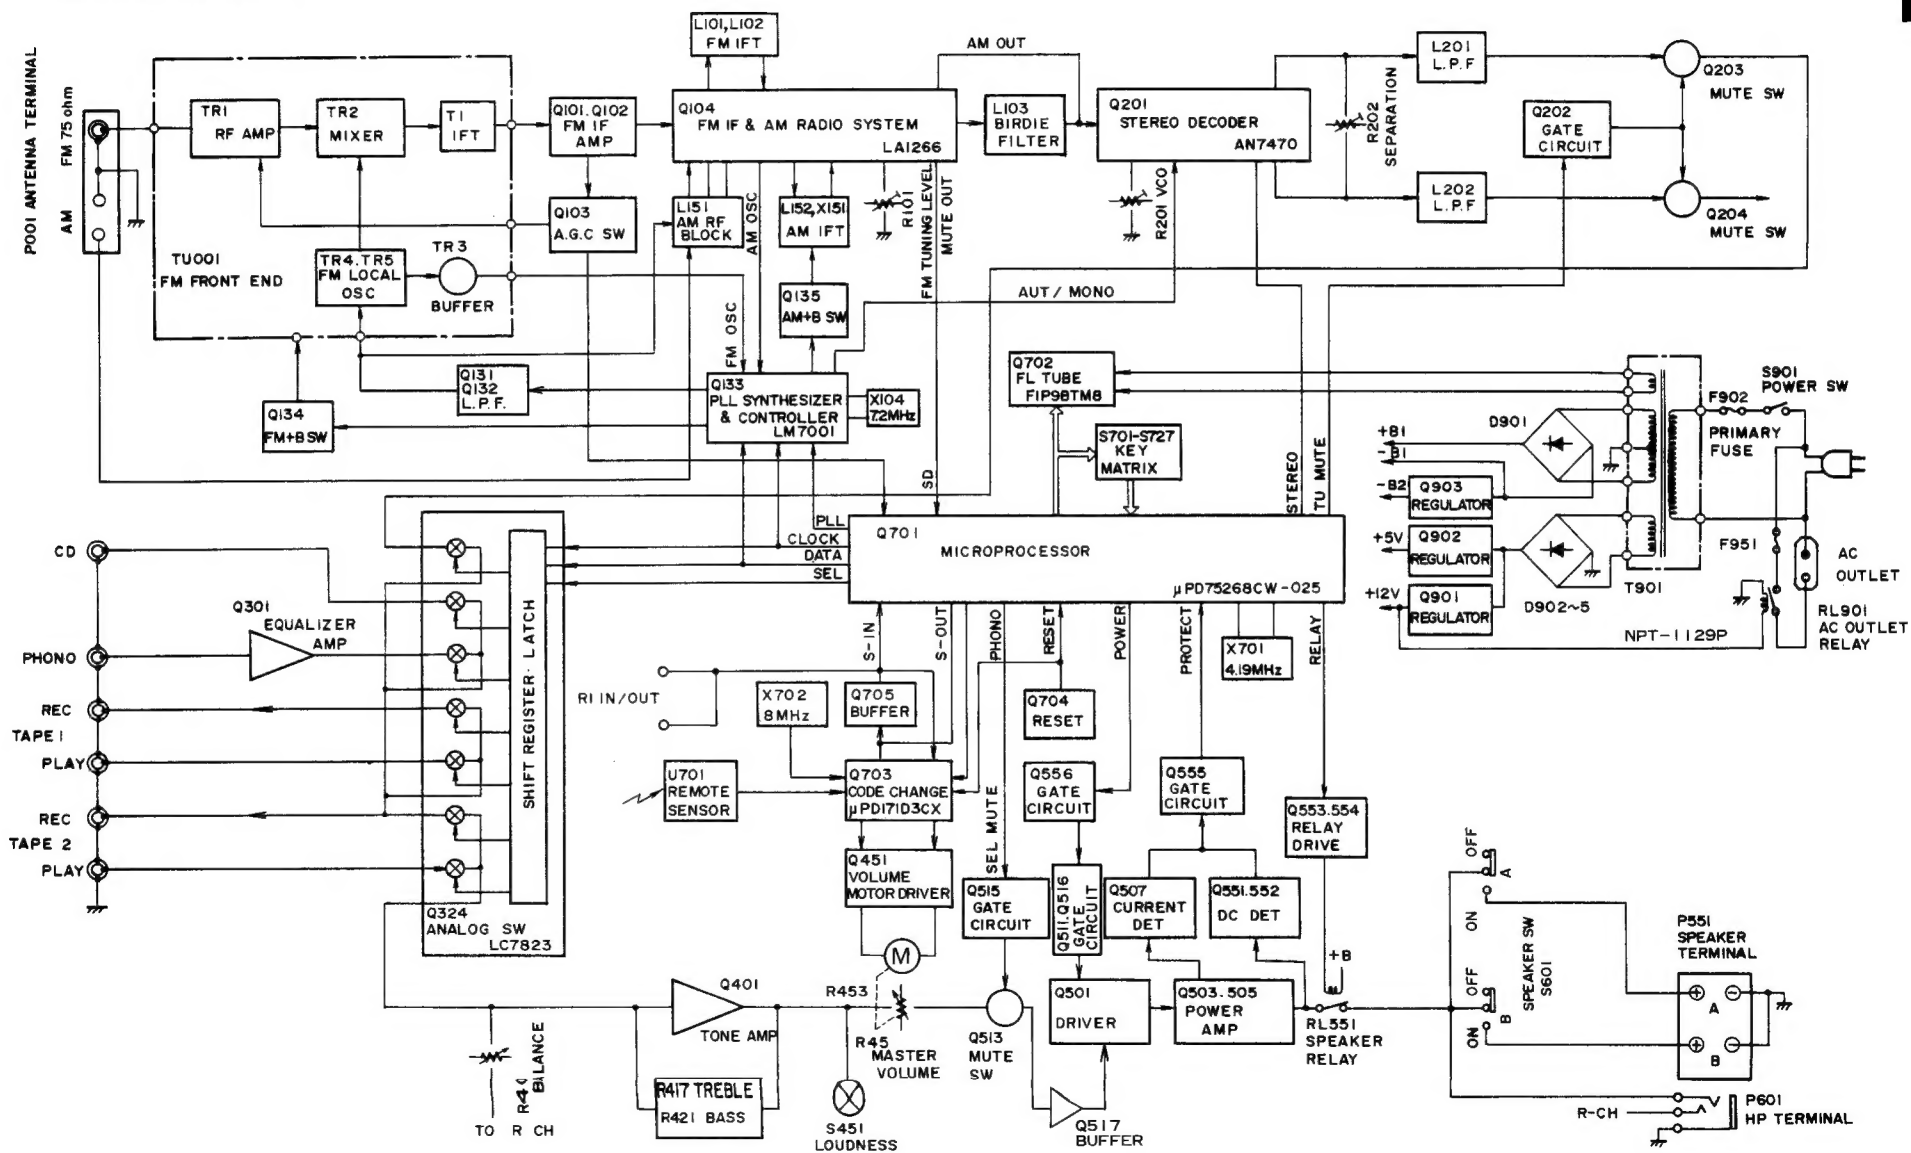 P001 ANTENNA TERMINAL
FM 75 ohm
AM
TR1
RF AMP
TR2
MIXER
T1
IFT
TR4.TR5
FM LOCAL
OSC
TR3
BUFFER
TU001
FM FRONT END
L101,L102
FM IFT
Q101.Q102
FM IF
AMP
Q103
A.G.C SW
Q104
FM IF & AM RADIO SYSTEM
LA1266
AM OUT
L103
BIRDIE
FILTER
L151
AM RF
BLOCK
AM OSC
L152,X151
AM IFT
R101
FM TUNING LEVEL
MUTE OUT
Q135
AM+B SW
FM OSC
AUT / MONO
Q201
STEREO DECODER
AN7470
R201 VCO
R202
SEPARATION
L201
L.P.F
L202
L.P.F
Q202
GATE
CIRCUIT
Q203
MUTE SW
Q204
MUTE SW
Q131
Q132
L.P.F.
Q134
FM+BSW
Q133
PLL SYNTHESIZER
& CONTROLLER
LM7001
X104
7.2MHz
SD
Q702
FL TUBE
FIP9BTM8
S701-S727
KEY
MATRIX
STEREO
TU MUTE
D901
+B1
-B1
-B2
Q903
REGULATOR
+5V
Q902
REGULATOR
+12V
Q901
REGULATOR
D902~5
T901
NPT-1129P
F902
PRIMARY
FUSE
S901
POWER SW
F951
AC
OUTLET
RL901
AC OUTLET
RELAY
PLL
CLOCK
DATA
SEL
Q701
MICROPROCESSOR
μPD75268CW-025
CD
PHONO
REC
TAPE 1
PLAY
REC
TAPE 2
PLAY
Q301
EQUALIZER
AMP
SHIFT REGISTER· LATCH
Q324
ANALOG SW
LC7823
S-IN
S-OUT
PHONO
RESET
POWER
PROTECT
X701
4.19MHz
RELAY
RI IN/OUT
X702
8MHz
Q705
BUFFER
Q704
RESET
U701
REMOTE
SENSOR
Q703
CODE CHANGE
μPD17103CX
Q451
VOLUME
MOTOR DRIVER
M
SEL MUTE
Q556
GATE
CIRCUIT
Q555
GATE
CIRCUIT
Q553.554
RELAY
DRIVE
Q515
GATE
CIRCUIT
Q511.Q516
GATE
CIRCUIT
Q507
CURRENT
DET
Q551.552
DC DET
+B
Q401
TONE AMP
R453
R45
MASTER
VOLUME
Q513
MUTE
SW
Q501
DRIVER
Q503.505
POWER
AMP
RL551
SPEAKER
RELAY
BALANCE
TO R CH
R417 TREBLE
R421 BASS
S451
LOUDNESS
Q517
BUFFER
OFF
A
ON
SPEAKER SW
S601
OFF
B
ON
P551
SPEAKER
TERMINAL
A
B
R-CH
P601
HP TERMINAL